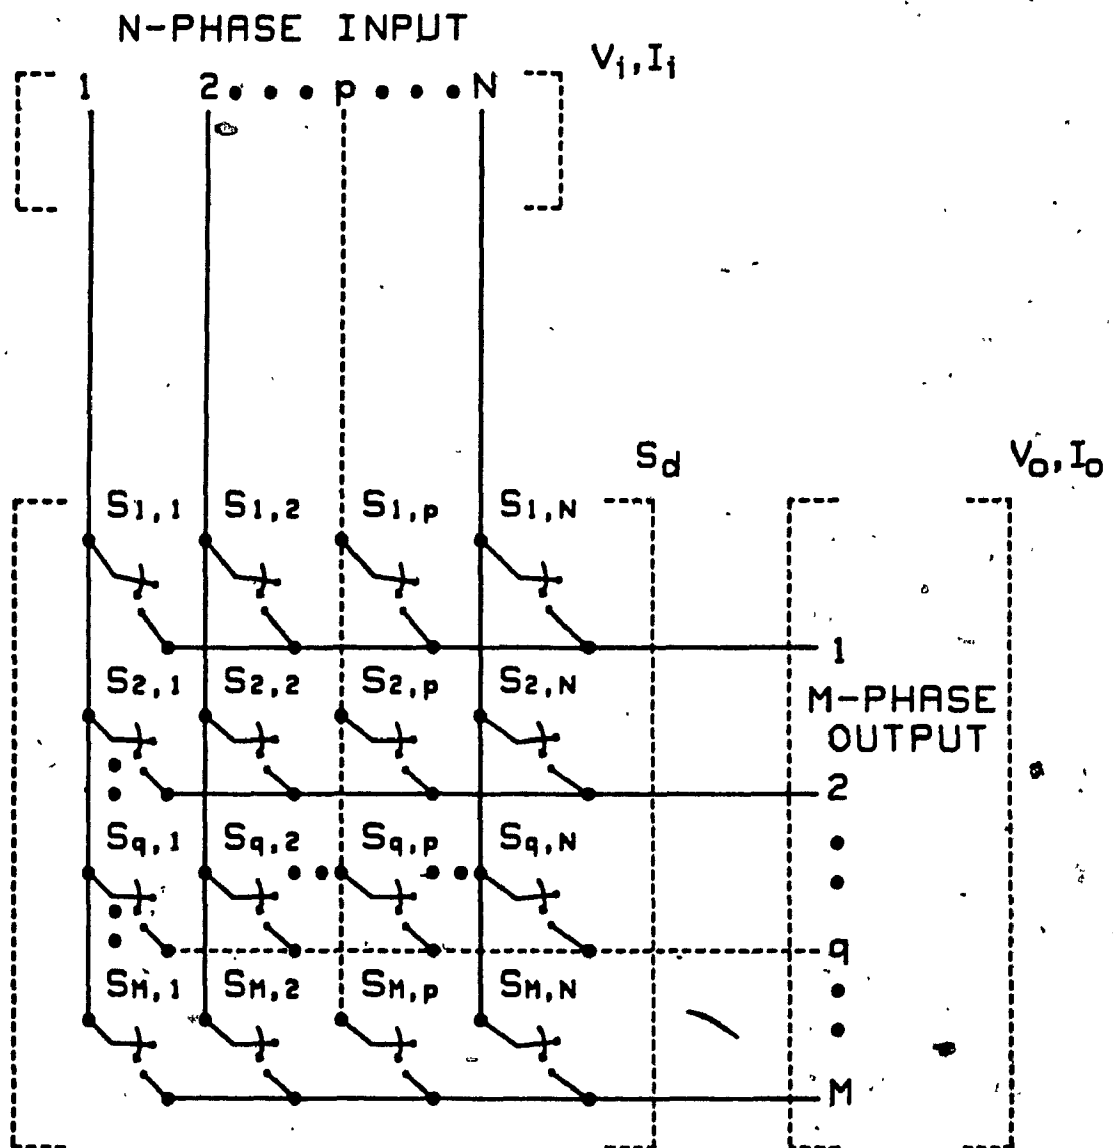 N-PHASE INPUT
Vi,Ii
1 2 • • • p • • • N
Sd
Vo,Io
S1,1 S1,2 S1,p S1,N
1
S2,1 S2,2 S2,p S2,N
M-PHASE
OUTPUT
2
Sq,1 Sq,2 Sq,p Sq,N
q
SM,1 SM,2 SM,p SM,N
M